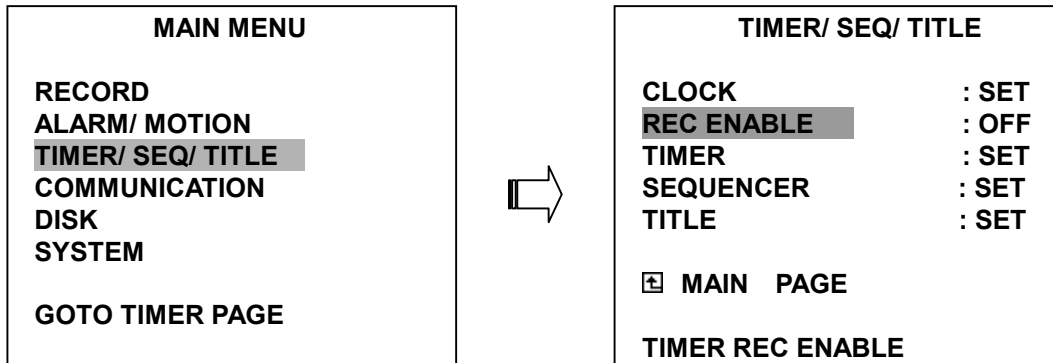 MAIN MENU
RECORD
ALARM/ MOTION
TIMER/ SEQ/ TITLE
COMMUNICATION
DISK
SYSTEM
GOTO TIMER PAGE
TIMER/ SEQ/ TITLE
CLOCK : SET
REC ENABLE : OFF
TIMER : SET
SEQUENCER : SET
TITLE : SET
MAIN PAGE
TIMER REC ENABLE